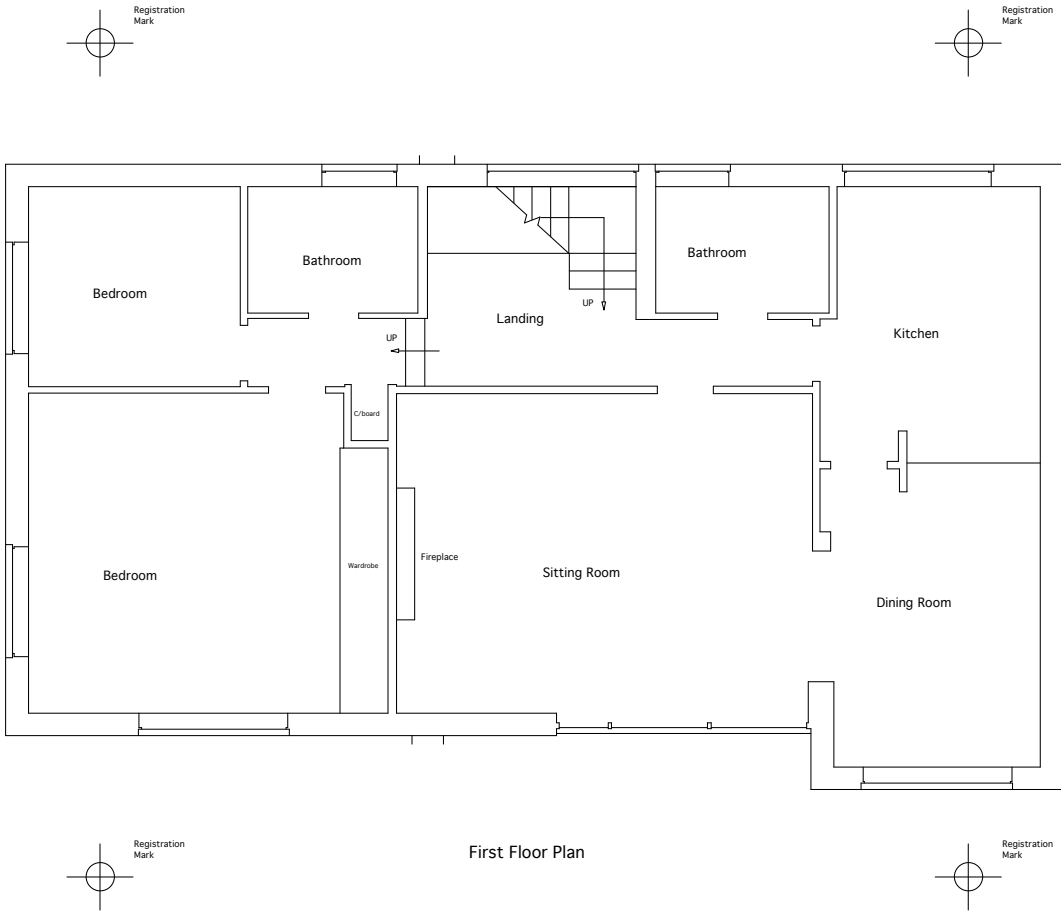 Registration
Mark
Registration
Mark
Bathroom
Bathroom
Bedroom
UP
Landing
Kitchen
UP
C/board
Fireplace
Wardrobe
Sitting Room
Bedroom
Dining Room
Registration
Mark
First Floor Plan
Registration
Mark